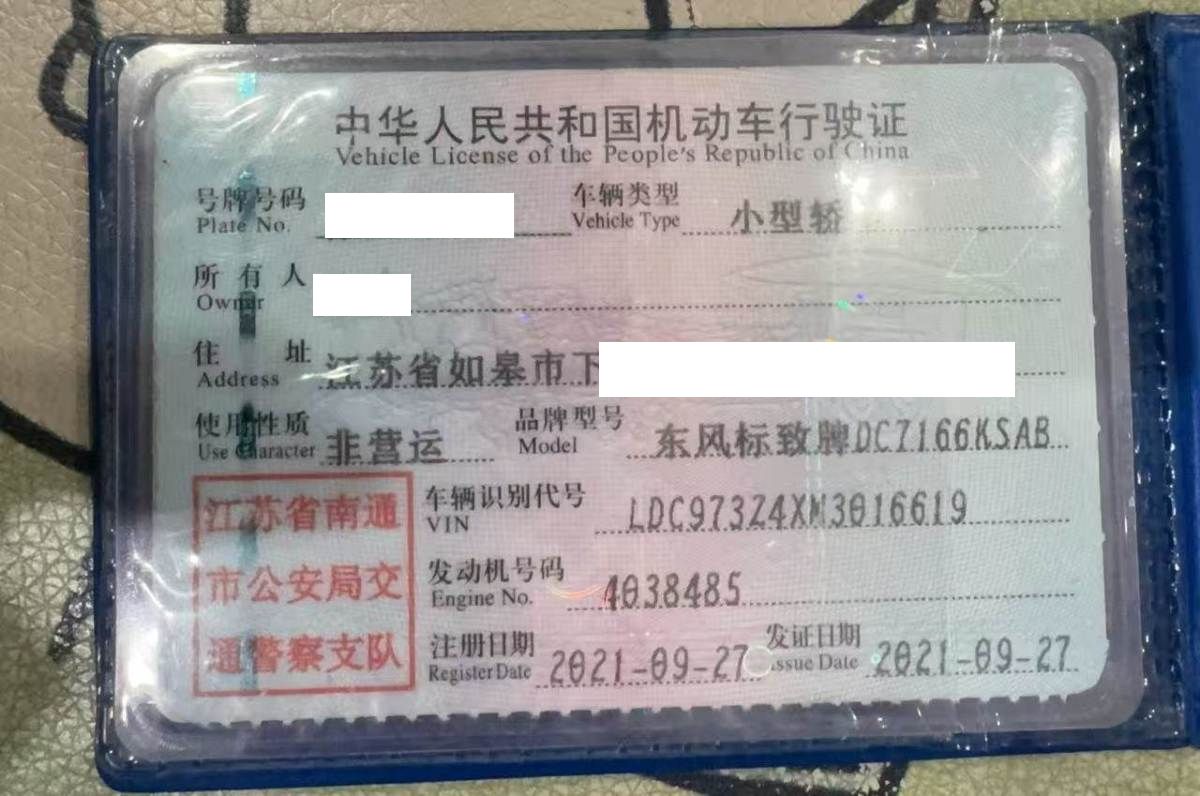 中华人民共和国机动车行驶证
Vehicle License of the People's Republic of China
号牌号码 车辆类型 小型轿
Plate No. Vehicle Type
所有人
Owner
住址 江苏省如皋市下
Address
使用性质 非营运 品牌型号 东风标致牌DC7166KSAB
Use Character Model
江苏省南通 车辆识别代号 LDC973Z4XM3016619
VIN
市公安局交 发动机号码 4038485
Engine No.
通警察支队 注册日期 2021-09-27 发证日期 2021-09-27
Register Date Issue Date